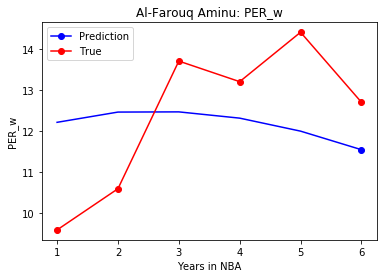 Al-Farouq Aminu: PER_w
Prediction
True
14
13
12
11
10
PER_w
1 2 3 4 5 6
Years in NBA